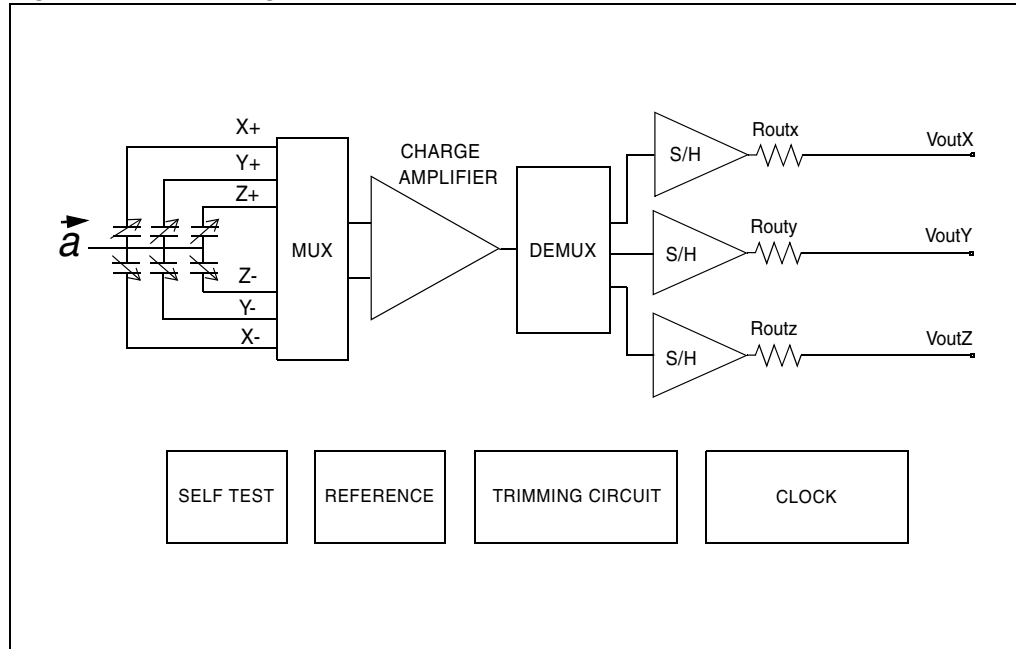 X+
Y+
Z+
a
Z-
Y-
X-
MUX
CHARGE
AMPLIFIER
DEMUX
S/H
Routx
VoutX
S/H
Routy
VoutY
S/H
Routz
VoutZ
SELF TEST
REFERENCE
TRIMMING CIRCUIT
CLOCK